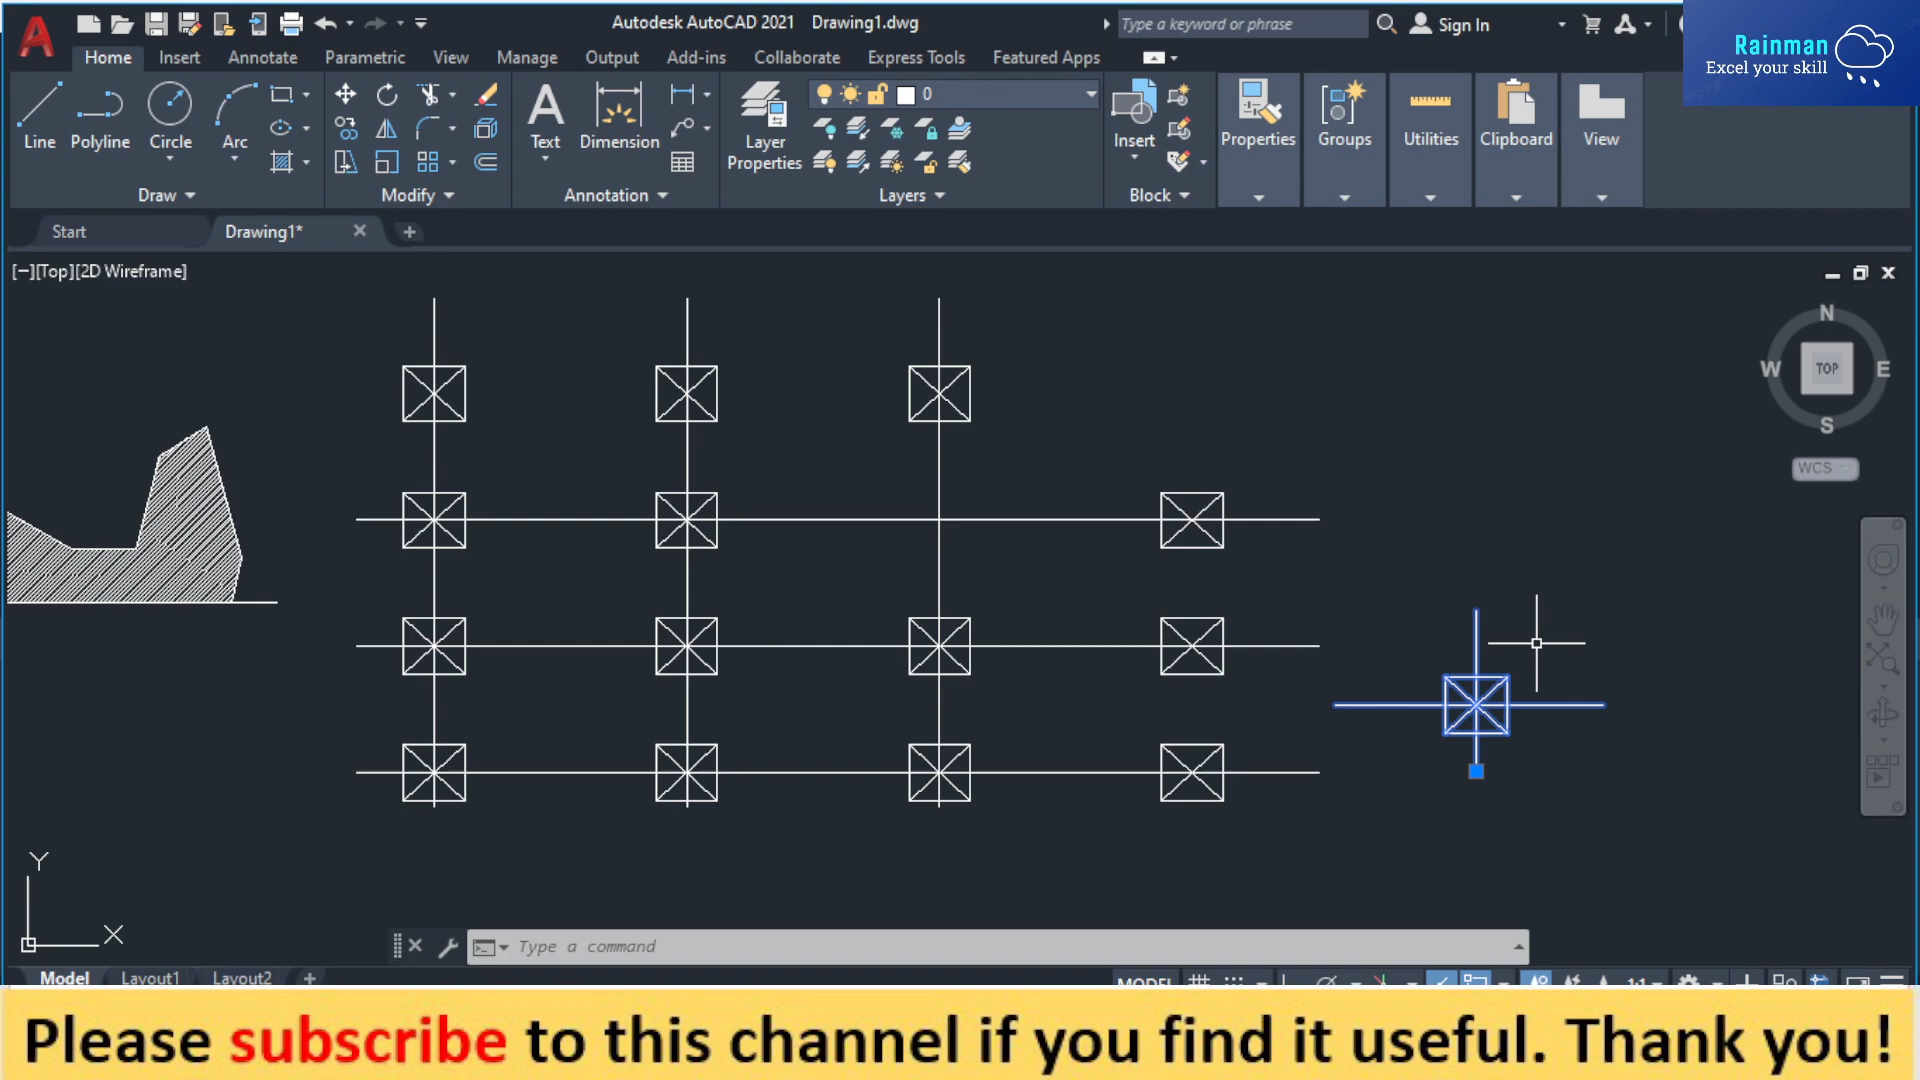 Autodesk AutoCAD 2021 Drawing1.dwg
Type a keyword or phrase
Sign In
Rainman
Excel your skill
Home Insert Annotate Parametric View Manage Output Add-ins Collaborate Express Tools Featured Apps
0
Line Polyline Circle Arc
Text Dimension
Layer
Properties
Insert
Properties Groups Utilities Clipboard View
Draw Modify Annotation Layers Block
Start Drawing1*
[−][Top][2D Wireframe]
N
W TOP E
S
WCS
Y
X
Type a command
Model Layout1 Layout2
MODEL 1:1
Please subscribe to this channel if you find it useful. Thank you!